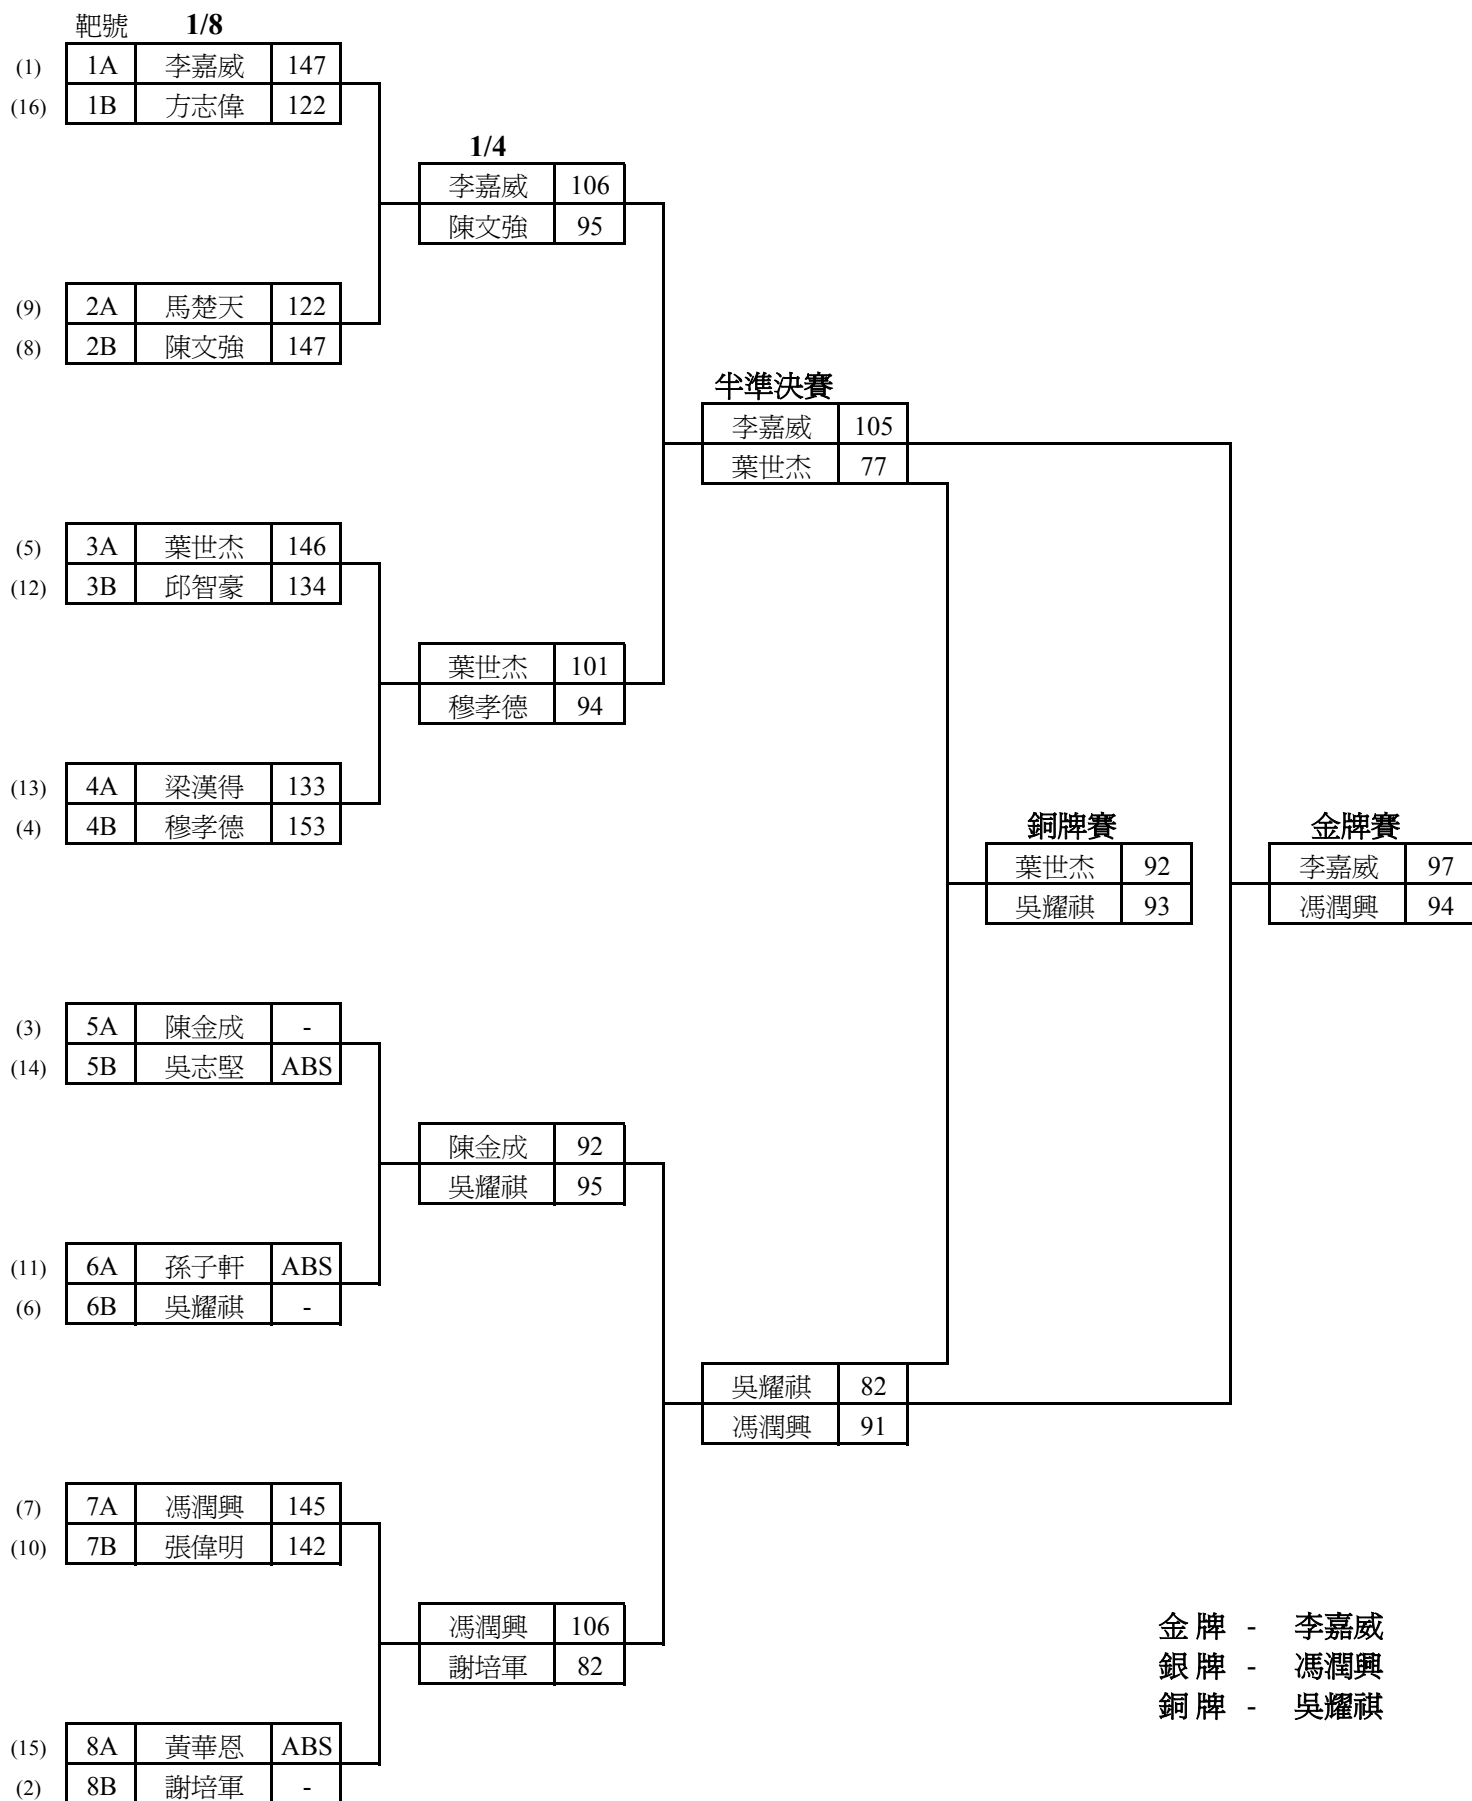 靶號 1/8
(1) 1A 李嘉威 147
(16) 1B 方志偉 122
1/4
李嘉威 106
陳文強 95
(9) 2A 馬楚天 122
(8) 2B 陳文強 147
半準決賽
李嘉威 105
葉世杰 77
(5) 3A 葉世杰 146
(12) 3B 邱智豪 134
葉世杰 101
穆孝德 94
(13) 4A 梁漢得 133
(4) 4B 穆孝德 153
銅牌賽 金牌賽
葉世杰 92 李嘉威 97
吳耀祺 93 馮潤興 94
(3) 5A 陳金成 -
(14) 5B 吳志堅 ABS
陳金成 92
吳耀祺 95
(11) 6A 孫子軒 ABS
(6) 6B 吳耀祺 -
吳耀祺 82
馮潤興 91
(7) 7A 馮潤興 145
(10) 7B 張偉明 142
馮潤興 106
謝培軍 82
金 牌 - 李嘉威
銀 牌 - 馮潤興
銅 牌 - 吳耀祺
(15) 8A 黃華恩 ABS
(2) 8B 謝培軍 -